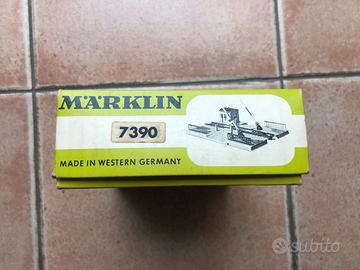 MÄRKLIN
7390
MADE IN WESTERN GERMANY
subito